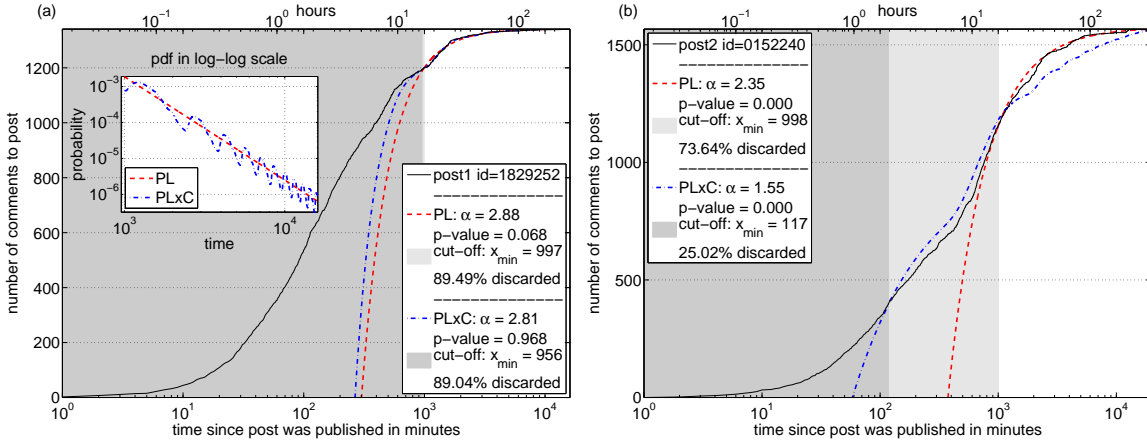 (a)
hours
10^−1
10^0
10^1
10^2
pdf in log−log scale
10^−3
10^−4
10^−5
10^−6
probability
PL
PLxC
10^3
10^4
time
number of comments to post
1200
1000
800
600
400
200
0
post1 id=1829252
−−−−−−−−−−−−−−−
PL: α = 2.88
p−value = 0.068
cut−off: x_min = 997
89.49% discarded
−−−−−−−−−−−−−−−
PLxC: α = 2.81
p−value = 0.968
cut−off: x_min = 956
89.04% discarded
10^0
10^1
10^2
10^3
10^4
time since post was published in minutes
(b)
hours
10^−1
10^0
10^1
10^2
number of comments to post
1500
1000
500
0
post2 id=0152240
−−−−−−−−−−−−−−−
PL: α = 2.35
p−value = 0.000
cut−off: x_min = 998
73.64% discarded
−−−−−−−−−−−−−−−
PLxC: α = 1.55
p−value = 0.000
cut−off: x_min = 117
25.02% discarded
10^0
10^1
10^2
10^3
10^4
time since post was published in minutes